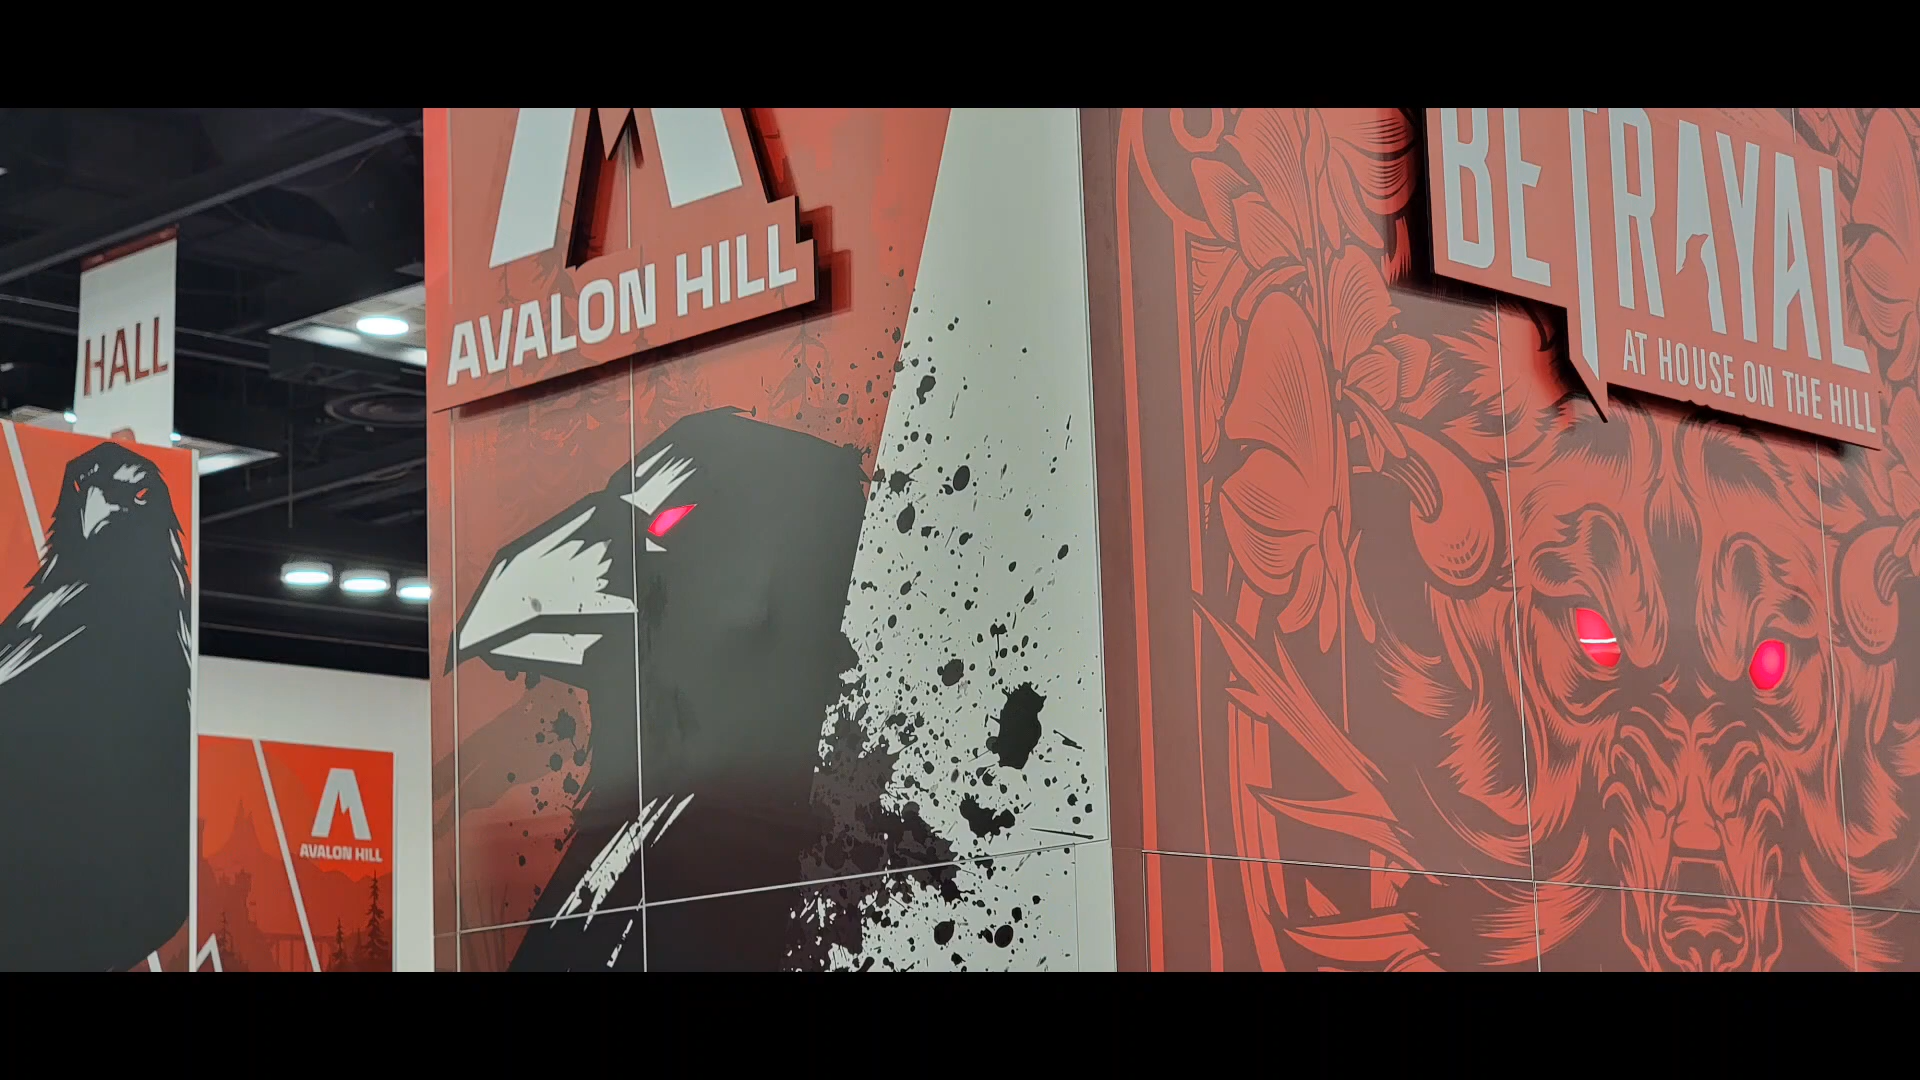 HALL
AVALON HILL
AVALON HILL
BETRAYAL
AT HOUSE ON THE HILL